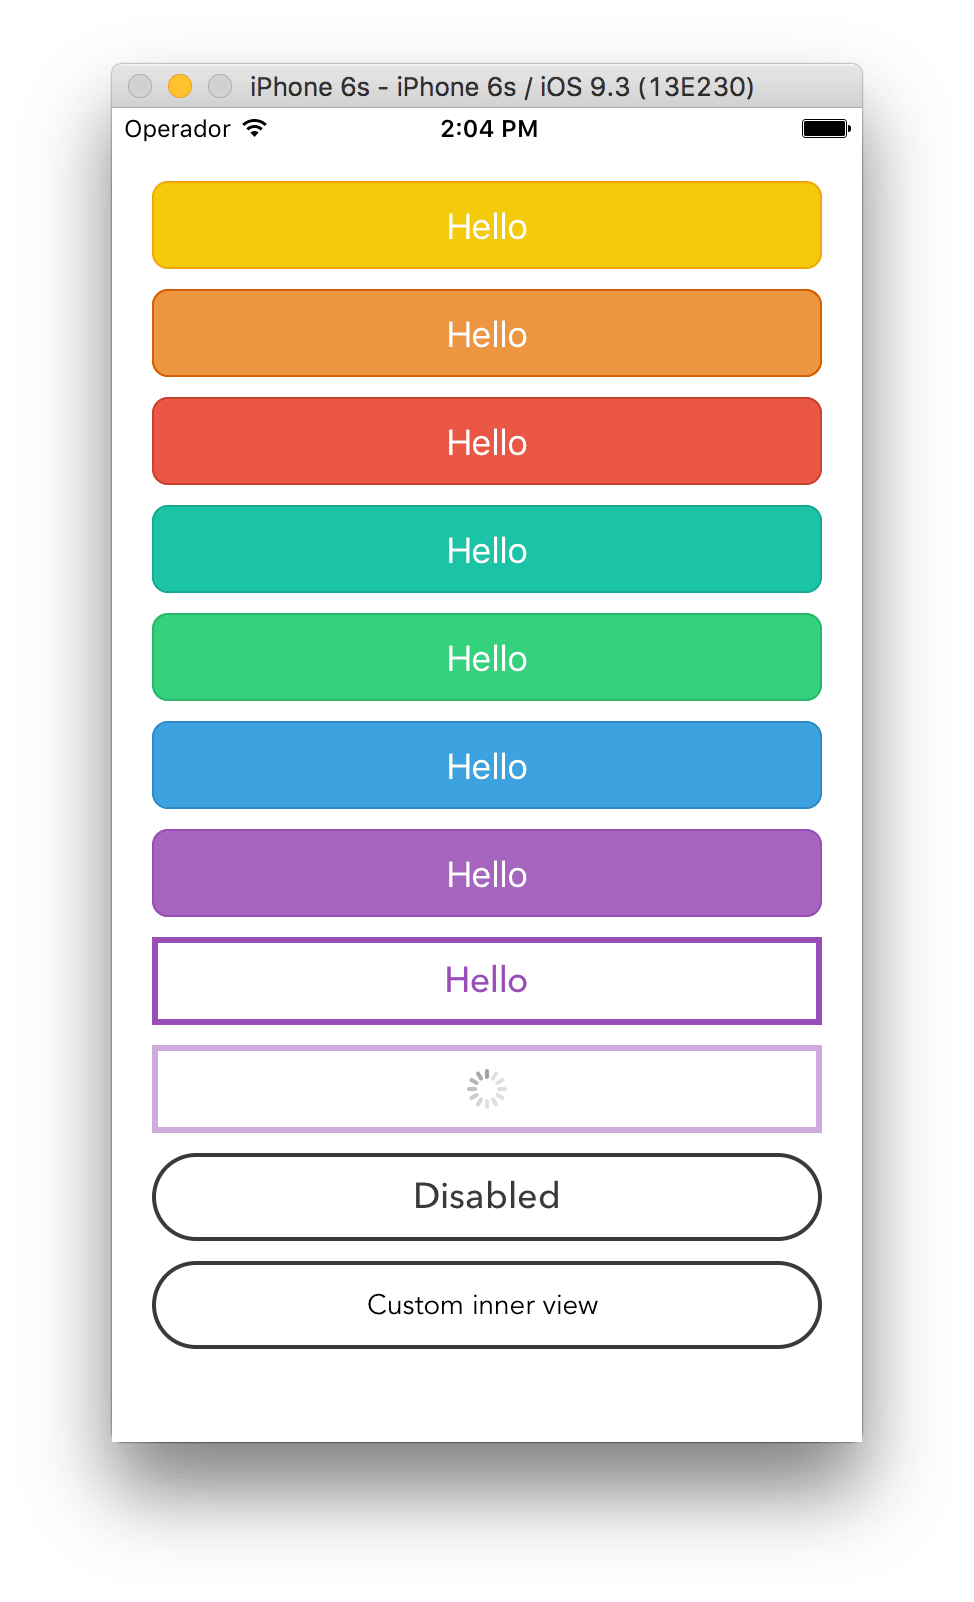 iPhone 6s - iPhone 6s / iOS 9.3 (13E230)
Operador 2:04 PM
Hello
Hello
Hello
Hello
Hello
Hello
Hello
Hello
Disabled
Custom inner view